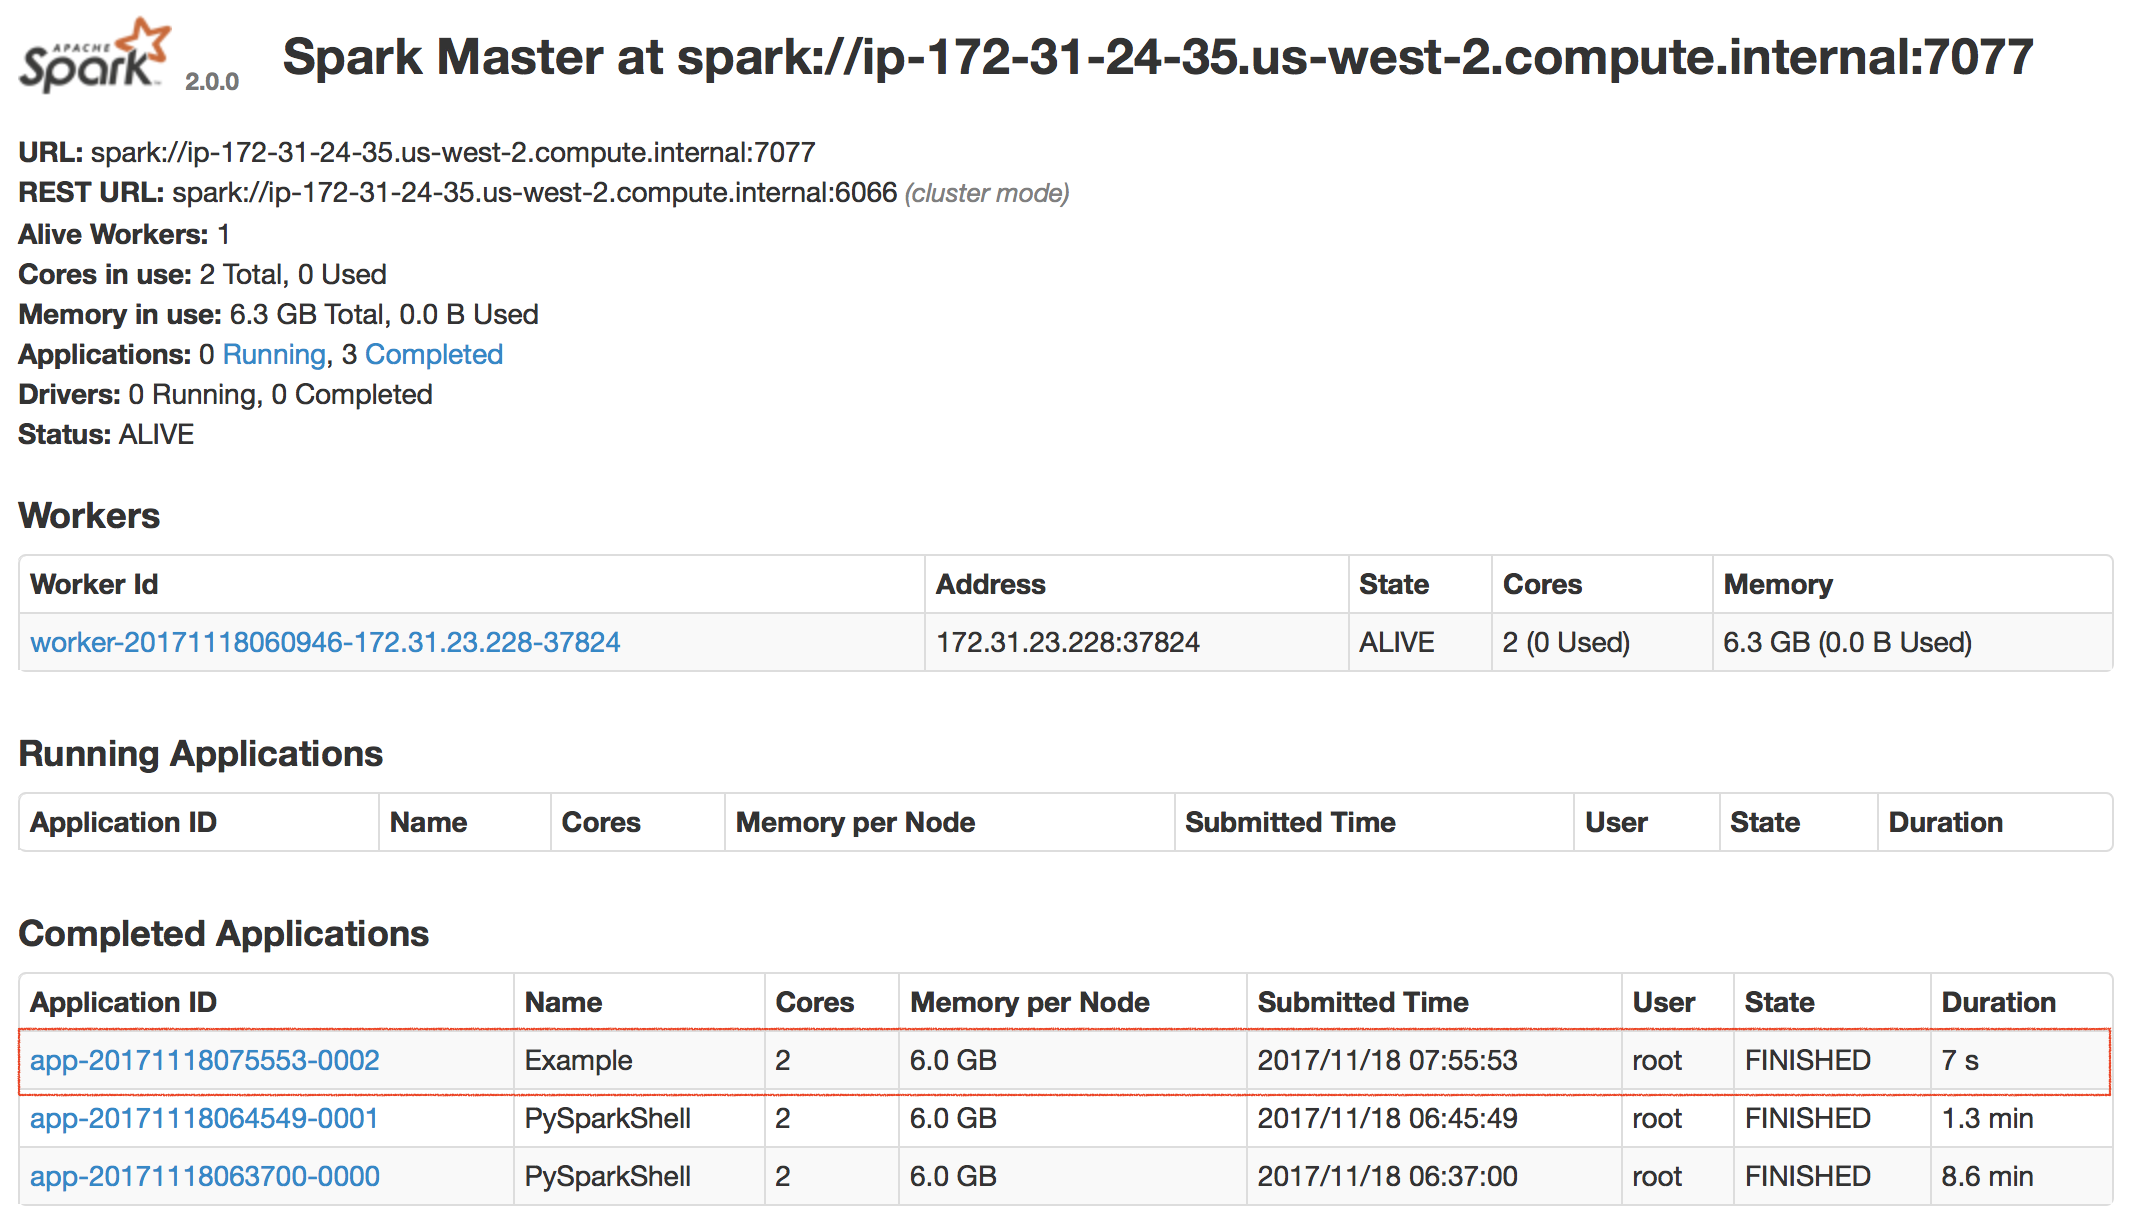 APACHE
Spark 2.0.0
Spark Master at spark://ip-172-31-24-35.us-west-2.compute.internal:7077
URL: spark://ip-172-31-24-35.us-west-2.compute.internal:7077
REST URL: spark://ip-172-31-24-35.us-west-2.compute.internal:6066 (cluster mode)
Alive Workers: 1
Cores in use: 2 Total, 0 Used
Memory in use: 6.3 GB Total, 0.0 B Used
Applications: 0 Running, 3 Completed
Drivers: 0 Running, 0 Completed
Status: ALIVE
Workers
Worker Id Address State Cores Memory
worker-20171118060946-172.31.23.228-37824 172.31.23.228:37824 ALIVE 2 (0 Used) 6.3 GB (0.0 B Used)
Running Applications
Application ID Name Cores Memory per Node Submitted Time User State Duration
Completed Applications
Application ID Name Cores Memory per Node Submitted Time User State Duration
app-20171118075553-0002 Example 2 6.0 GB 2017/11/18 07:55:53 root FINISHED 7 s
app-20171118064549-0001 PySparkShell 2 6.0 GB 2017/11/18 06:45:49 root FINISHED 1.3 min
app-20171118063700-0000 PySparkShell 2 6.0 GB 2017/11/18 06:37:00 root FINISHED 8.6 min